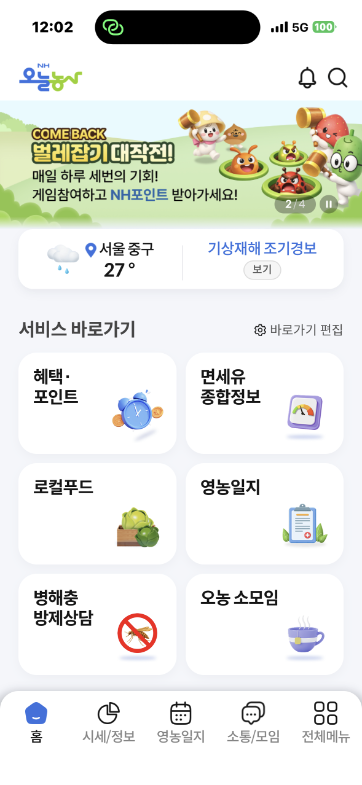 12:02
5G 100
NH
오늘농사
COME BACK
벌레잡기 대작전!
매일 하루 세번의 기회!
게임참여하고 NH포인트 받아가세요!
2 / 4
서울 중구
27 °
기상재해 조기경보
보기
서비스 바로가기
바로가기 편집
혜택·
포인트
면세유
종합정보
로컬푸드
영농일지
병해충
방제상담
오농 소모임
홈
시세/정보
영농일지
소통/모임
전체메뉴